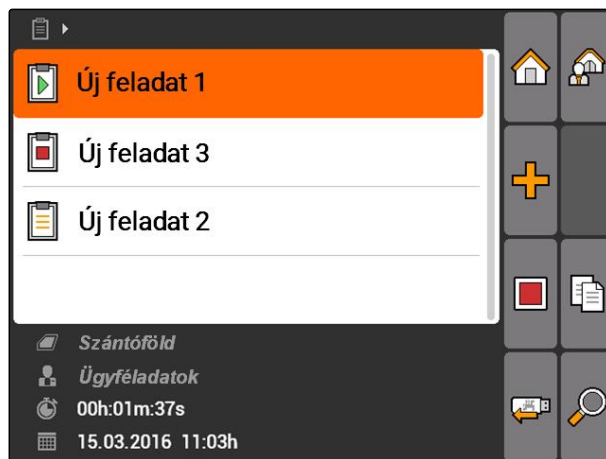 Új feladat 1
Új feladat 3
Új feladat 2
Szántóföld
Ügyféladatok
00h:01m:37s
15.03.2016 11:03h